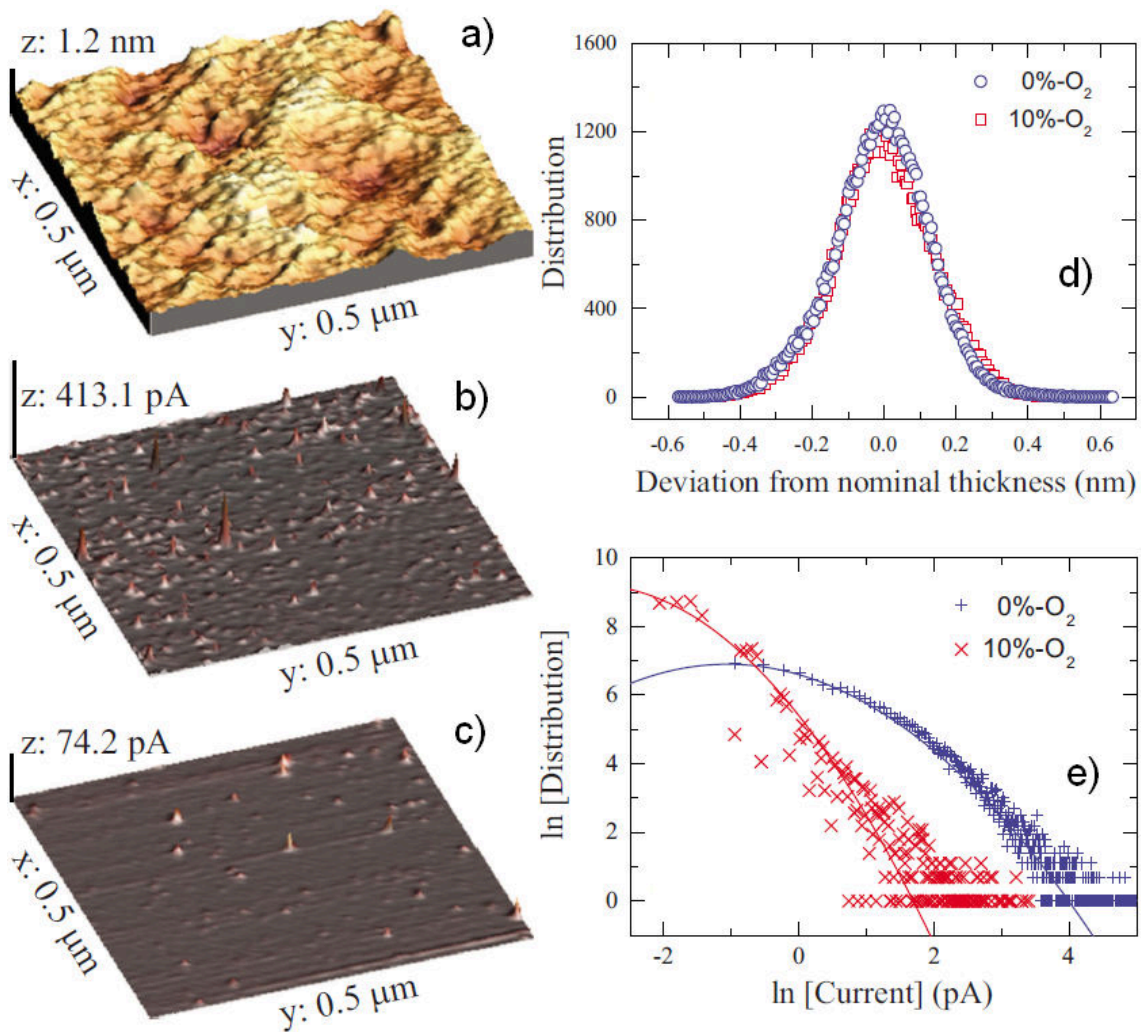 z: 1.2 nm
a)
x: 0.5 μm
y: 0.5 μm
z: 413.1 pA
b)
x: 0.5 μm
y: 0.5 μm
z: 74.2 pA
c)
x: 0.5 μm
y: 0.5 μm
1600
1200
800
400
0
Distribution
0%-O₂
10%-O₂
d)
-0.6 -0.4 -0.2 0.0 0.2 0.4 0.6
Deviation from nominal thickness (nm)
10
8
6
4
2
0
ln [Distribution]
0%-O₂
10%-O₂
e)
-2 0 2 4
ln [Current] (pA)